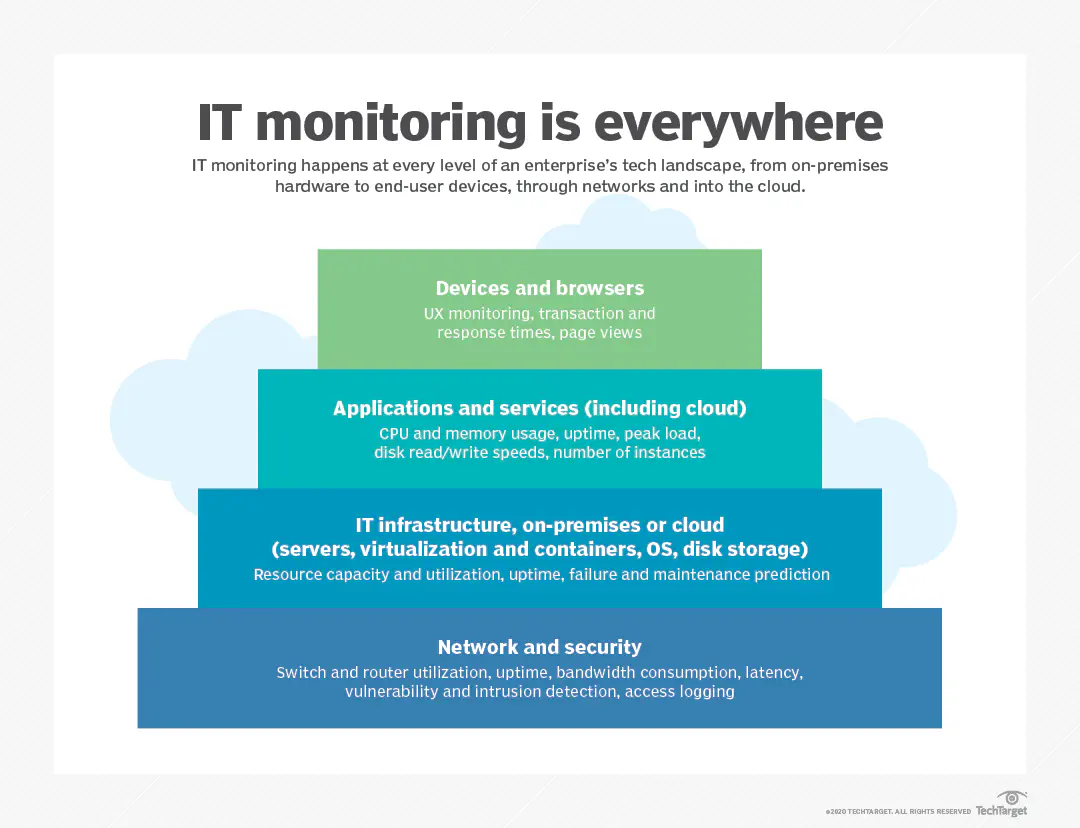 IT monitoring is everywhere
IT monitoring happens at every level of an enterprise’s tech landscape, from on-premises
hardware to end-user devices, through networks and into the cloud.
Devices and browsers
UX monitoring, transaction and
response times, page views
Applications and services (including cloud)
CPU and memory usage, uptime, peak load,
disk read/write speeds, number of instances
IT infrastructure, on-premises or cloud
(servers, virtualization and containers, OS, disk storage)
Resource capacity and utilization, uptime, failure and maintenance prediction
Network and security
Switch and router utilization, uptime, bandwidth consumption, latency,
vulnerability and intrusion detection, access logging
©2020 TECHTARGET. ALL RIGHTS RESERVED TechTarget